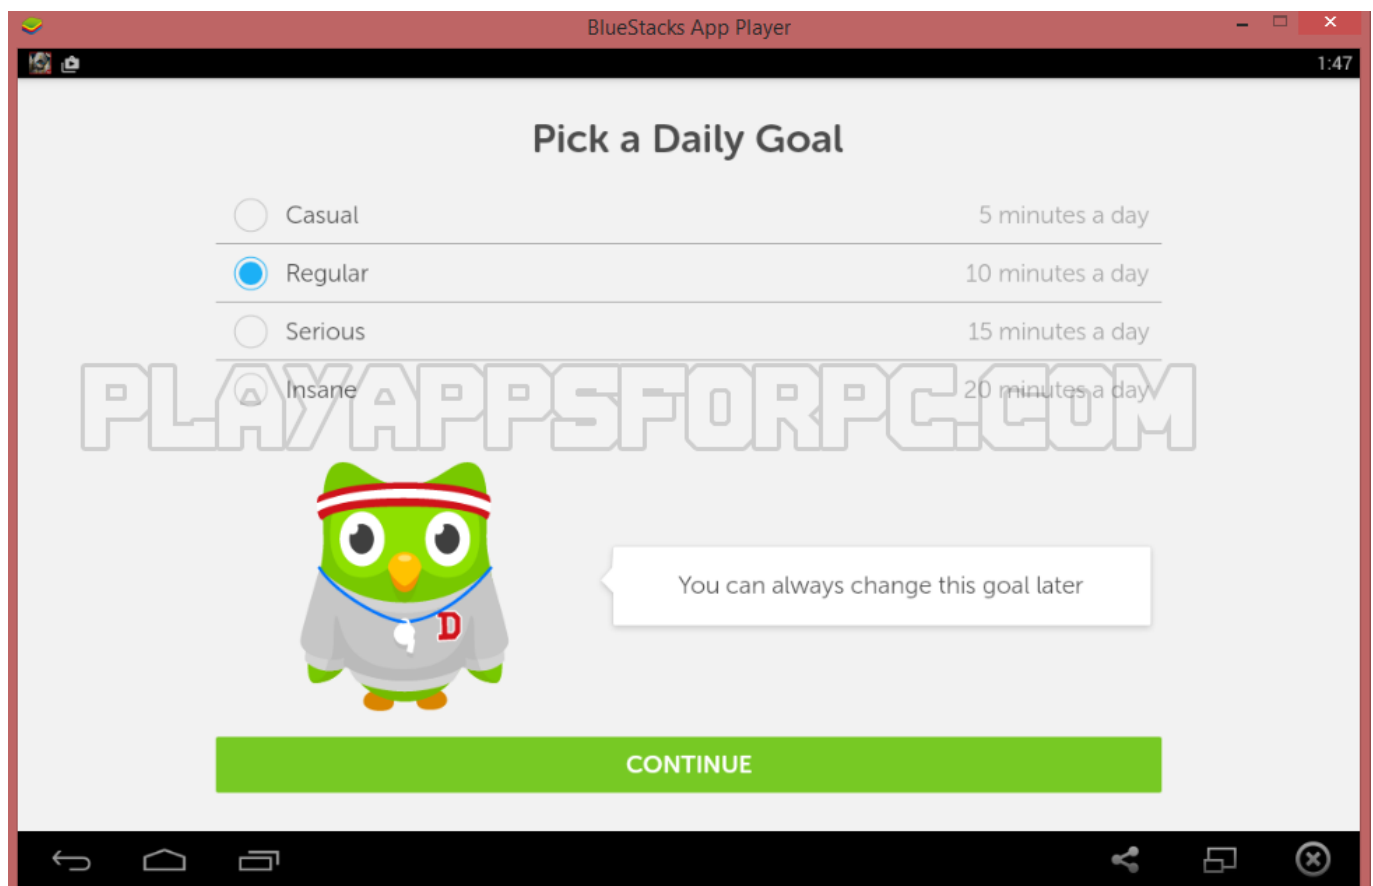 BlueStacks App Player
1:47
Pick a Daily Goal
Casual 5 minutes a day
Regular 10 minutes a day
Serious 15 minutes a day
Insane 20 minutes a day
PLAYAPPSFORPC.COM
D
You can always change this goal later
CONTINUE